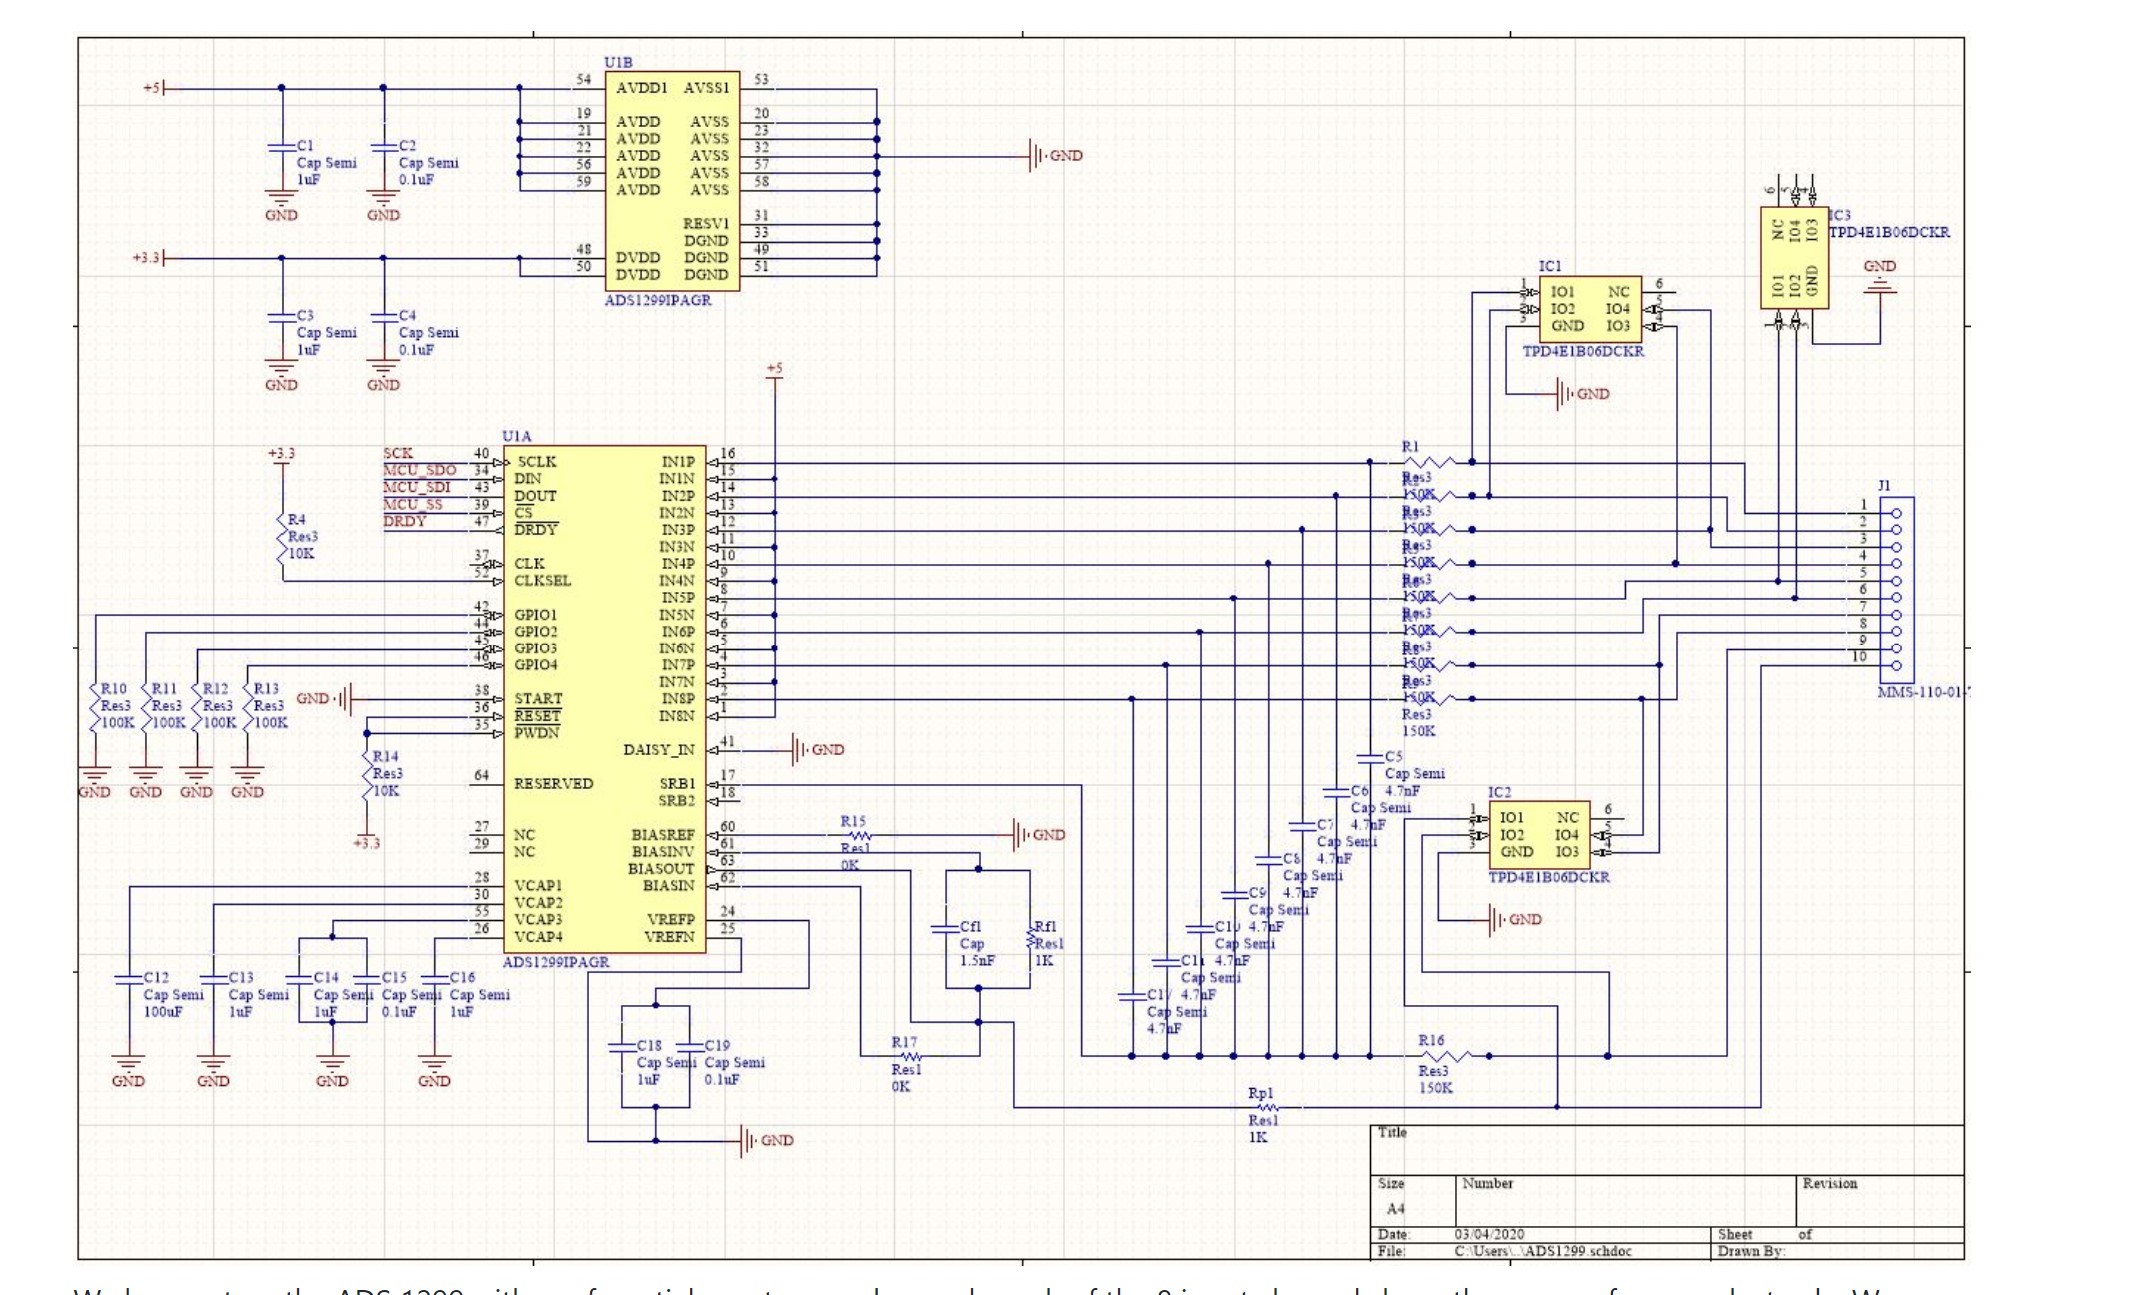 U1B
+5
54 AVDD1 AVSS1 53
19 AVDD AVSS 20
21 AVDD AVSS 23
22 AVDD AVSS 32
56 AVDD AVSS 57
59 AVDD AVSS 58
RESV1 31
DGND 33
48 DVDD DGND 49
50 DVDD DGND 51
ADS1299IPAGR
GND
C1
Cap Semi
1uF
GND
C2
Cap Semi
0.1uF
GND
+3.3
C3
Cap Semi
1uF
GND
C4
Cap Semi
0.1uF
GND
IC3
TPD4E1B06DCKR
6 5 4
NC IO4 IO3
IO1 IO2 GND
1 2 3
GND
IC1
1 IO1 NC 6
2 IO2 IO4 5
3 GND IO3 4
TPD4E1B06DCKR
GND
+5
U1A
SCK 40 SCLK IN1P 16
MCU_SDO 34 DIN IN1N 15
MCU_SDI 43 DOUT IN2P 14
MCU_SS 39 CS IN2N 13
DRDY 47 DRDY IN3P 12
IN3N 11
37 CLK IN4P 10
52 CLKSEL IN4N 9
IN5P 8
42 GPIO1 IN5N 7
44 GPIO2 IN6P 6
45 GPIO3 IN6N 5
46 GPIO4 IN7P 4
IN7N 3
38 START IN8P 2
36 RESET IN8N 1
35 PWDN
DAISY_IN 41
64 RESERVED SRB1 17
SRB2 18
27 NC BIASREF 60
29 NC BIASINV 61
BIASOUT 63
28 VCAP1 BIASIN 62
30 VCAP2
55 VCAP3 VREFP 24
26 VCAP4 VREFN 25
ADS1299IPAGR
+3.3
R4
Res3
10K
R10
Res3
100K
GND
R11
Res3
100K
GND
R12
Res3
100K
GND
R13
Res3
100K
GND
GND
R14
Res3
10K
+3.3
GND
R1
Res3
150K
Res3
150K
Res3
150K
Res3
150K
Res3
150K
Res3
150K
Res3
150K
Res3
150K
J1
1
2
3
4
5
6
7
8
9
10
MMS-110-01-
C5
Cap Semi
4.7nF
C6
Cap Semi
4.7nF
C7
Cap Semi
4.7nF
C8
Cap Semi
4.7nF
C9
Cap Semi
4.7nF
C10
Cap Semi
4.7nF
C11
Cap Semi
4.7nF
Cap Semi
4.7nF
IC2
1 IO1 NC 6
2 IO2 IO4 5
3 GND IO3 4
TPD4E1B06DCKR
GND
R15
Res1
0K
GND
Cf1
Cap
1.5nF
Rf1
Res1
1K
C12
Cap Semi
100uF
GND
C13
Cap Semi
1uF
GND
C14
Cap Semi
1uF
C15
Cap Semi
0.1uF
GND
C16
Cap Semi
1uF
GND
C18
Cap Semi
1uF
C19
Cap Semi
0.1uF
GND
R17
Res1
0K
R16
Res3
150K
Rp1
Res1
1K
Title
Size Number Revision
A4
Date: 03/04/2020 Sheet of
File: C:\Users\..\ADS1299.schdoc Drawn By: